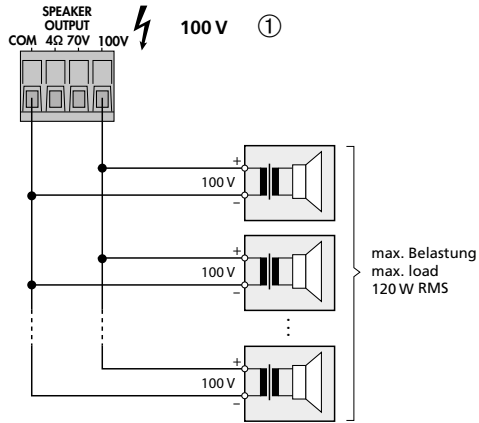 SPEAKER
OUTPUT
COM 4Ω 70V 100V
100 V ①
+
100 V
–
+
100 V
–
max. Belastung
max. load
120 W RMS
+
100 V
–